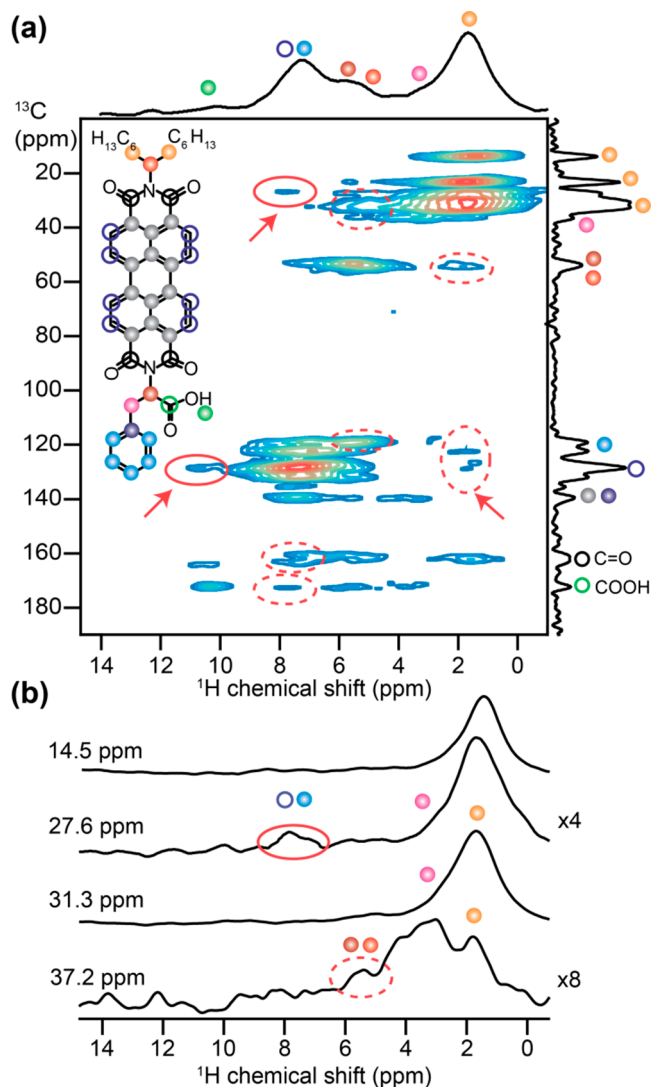 (a)
¹³C
(ppm)
H₁₃C₆ C₆H₁₃
N
O O
O O
N
OH
O
20
40
60
80
100
120
140
160
180
C=O
COOH
14 12 10 8 6 4 2 0
¹H chemical shift (ppm)
(b)
14.5 ppm
27.6 ppm x4
31.3 ppm
37.2 ppm x8
14 12 10 8 6 4 2 0
¹H chemical shift (ppm)